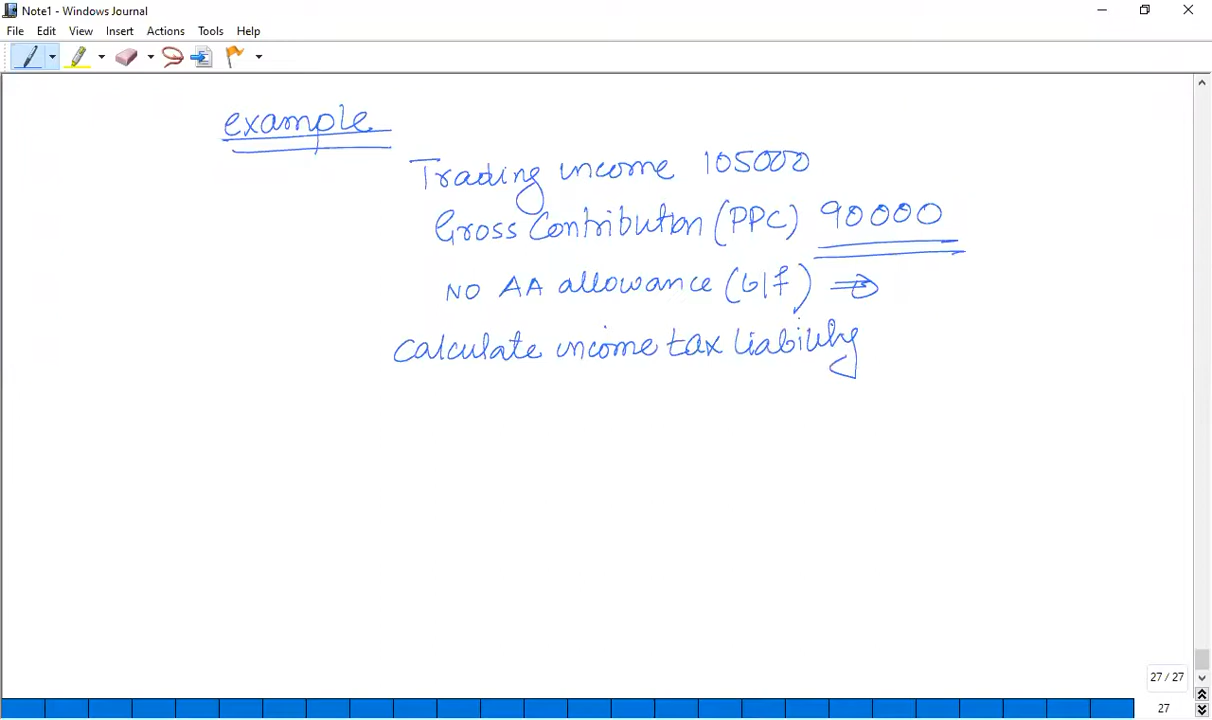 Note1 - Windows Journal
File Edit View Insert Actions Tools Help
example
Trading income 105000
Gross Contribution (PPC) 90000
NO AA allowance (b/f) ⇒
calculate income tax liability
27 / 27
27